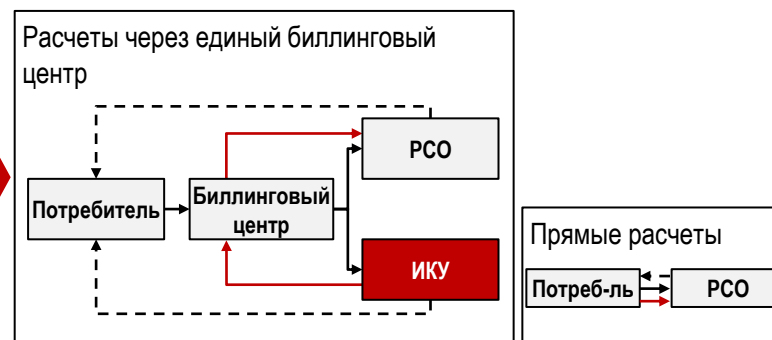 Расчеты через единый биллинговый
центр
РСО
Потребитель
Биллинговый
центр
ИКУ
Прямые расчеты
Потреб-ль
РСО